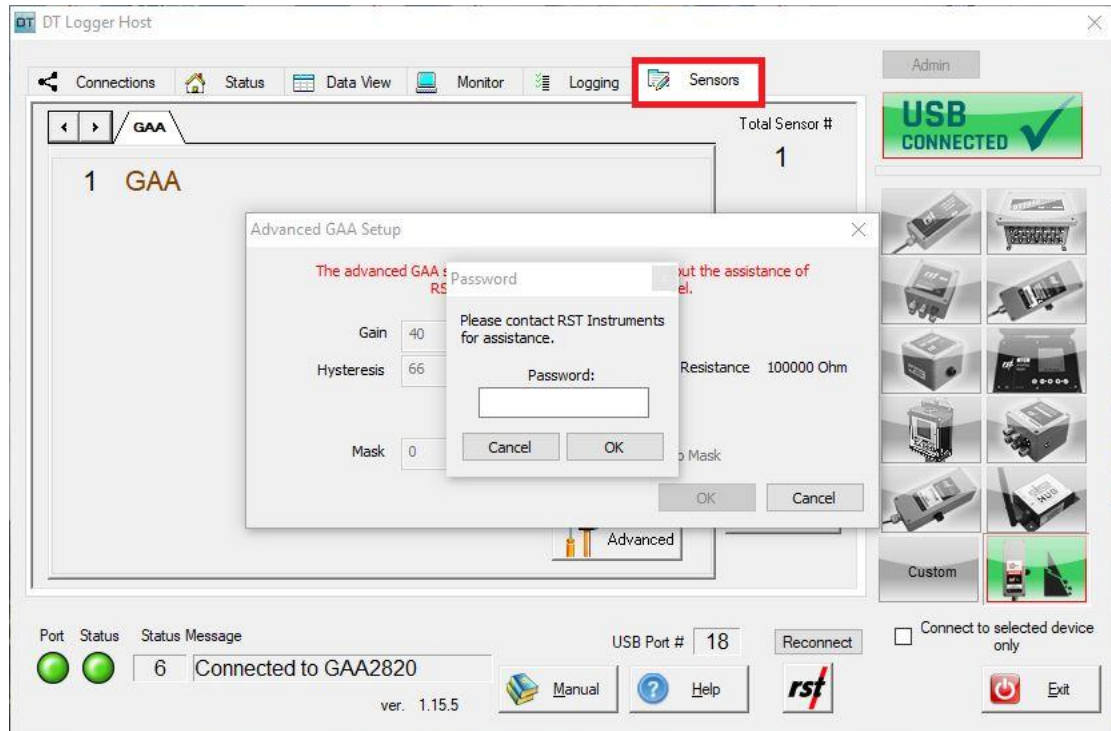 DT DT Logger Host
Connections Status Data View Monitor Logging Sensors
Admin
GAA
Total Sensor #
1
1 GAA
USB
CONNECTED
Advanced GAA Setup
The advanced GAA
out the assistance of
RS
el.
Password
Please contact RST Instruments
for assistance.
Password:
Cancel OK
Gain 40
Hysteresis 66
Resistance 100000 Ohm
Mask 0
Mask
OK Cancel
Advanced
Custom
Port Status Status Message
6 Connected to GAA2820
USB Port # 18
Reconnect
Connect to selected device
only
ver. 1.15.5
Manual
Help
rst
Exit